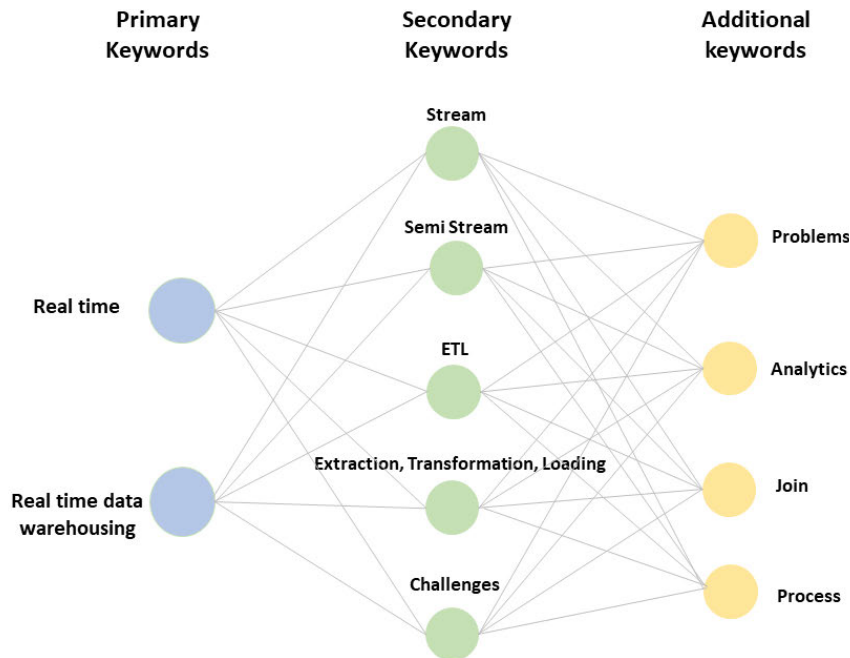 Primary
Keywords
Secondary
Keywords
Additional
keywords
Stream
Semi Stream
ETL
Extraction, Transformation, Loading
Challenges
Real time
Real time data
warehousing
Problems
Analytics
Join
Process